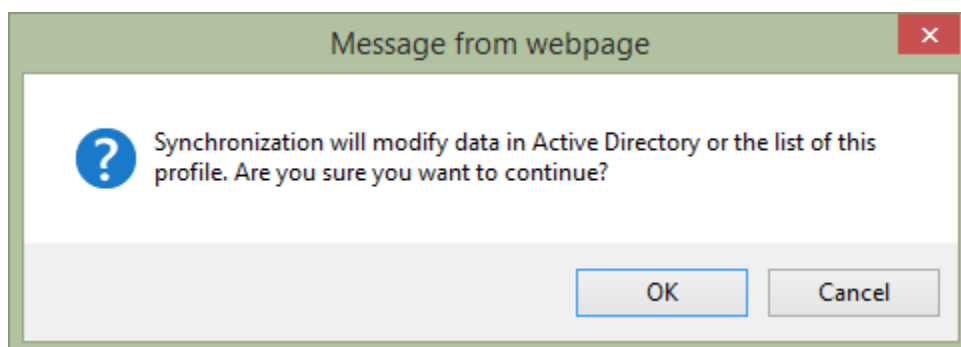 Message from webpage
Synchronization will modify data in Active Directory or the list of this
profile. Are you sure you want to continue?
OK
Cancel